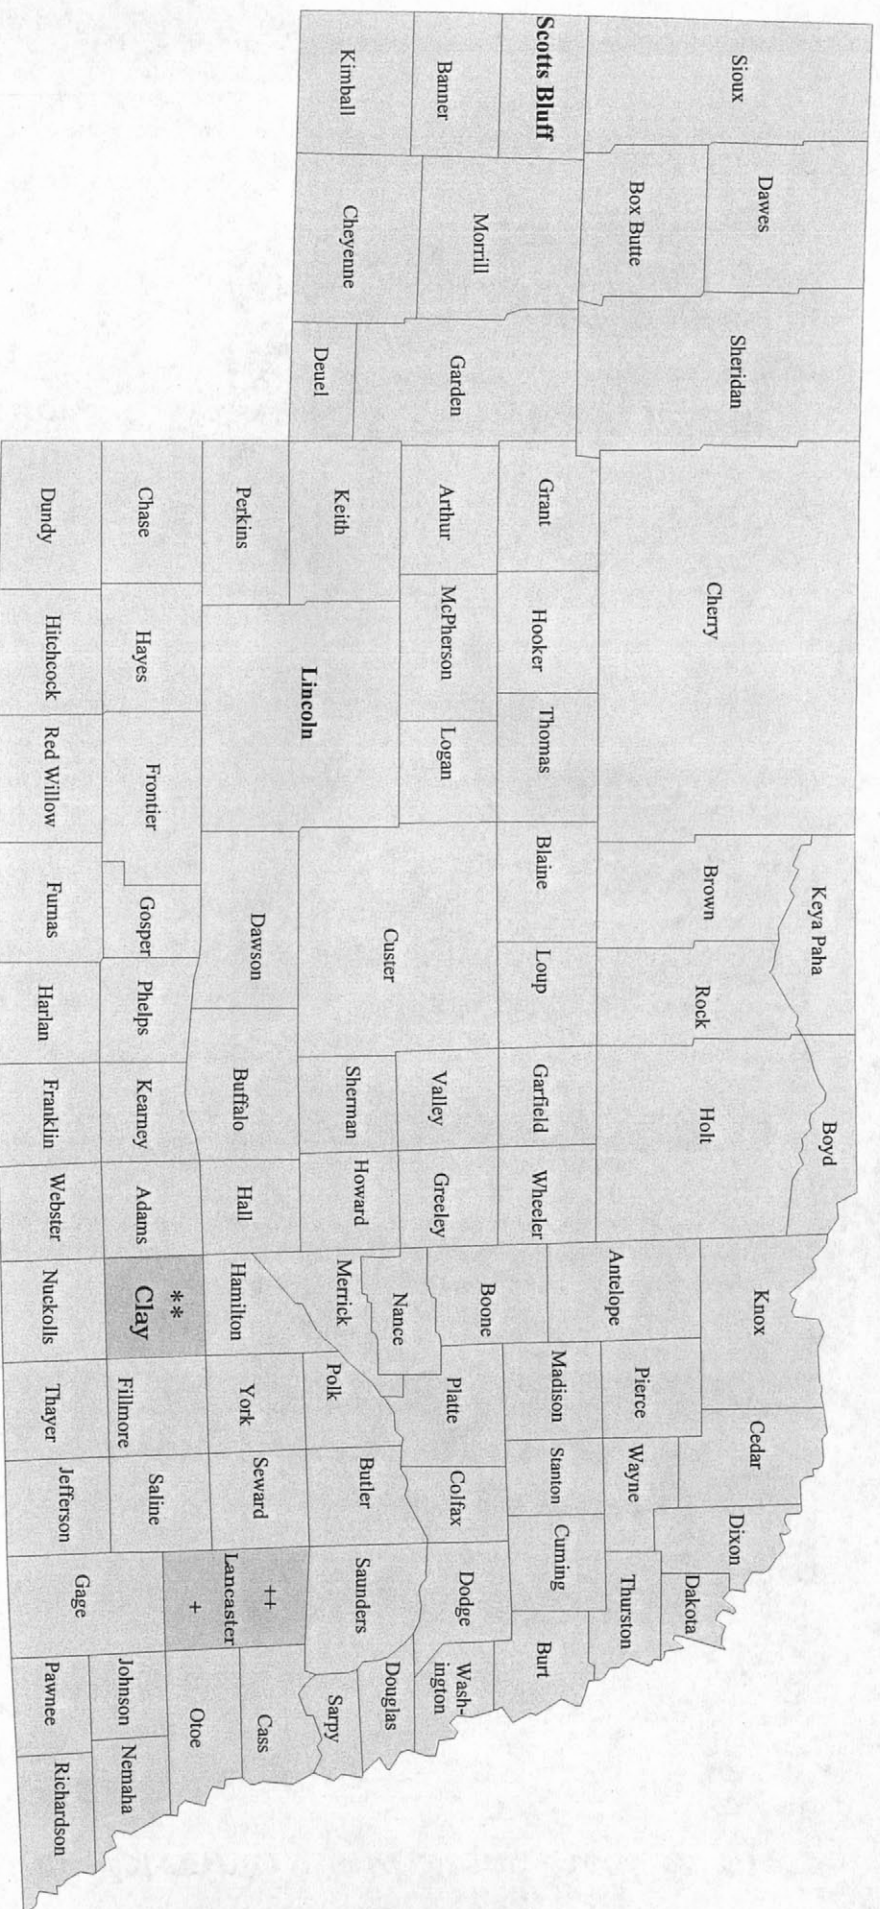 Sioux
Dawes
Box Butte
Sheridan
Scotts Bluff
Banner
Kimball
Morrill
Cheyenne
Garden
Deuel
Cherry
Keya Paha
Brown
Rock
Boyd
Holt
Knox
Antelope
Pierce
Cedar
Wayne
Dixon
Dakota
Thurston
Grant
Hooker
Thomas
Blaine
Loup
Garfield
Wheeler
Boone
Madison
Stanton
Cuming
Burt
Arthur
McPherson
Logan
Custer
Valley
Greeley
Nance
Platte
Colfax
Dodge
Wash-
ington
Keith
Perkins
Lincoln
Dawson
Sherman
Howard
Merrick
Polk
Butler
Saunders
Douglas
Sarpy
Buffalo
Hall
Hamilton
York
Seward
++
Lancaster
+
Cass
Otoe
Chase
Hayes
Frontier
Gosper
Phelps
Kearney
Adams
**
Clay
Fillmore
Saline
Gage
Johnson
Nemaha
Dundy
Hitchcock
Red Willow
Furnas
Harlan
Franklin
Webster
Nuckolls
Thayer
Jefferson
Pawnee
Richardson